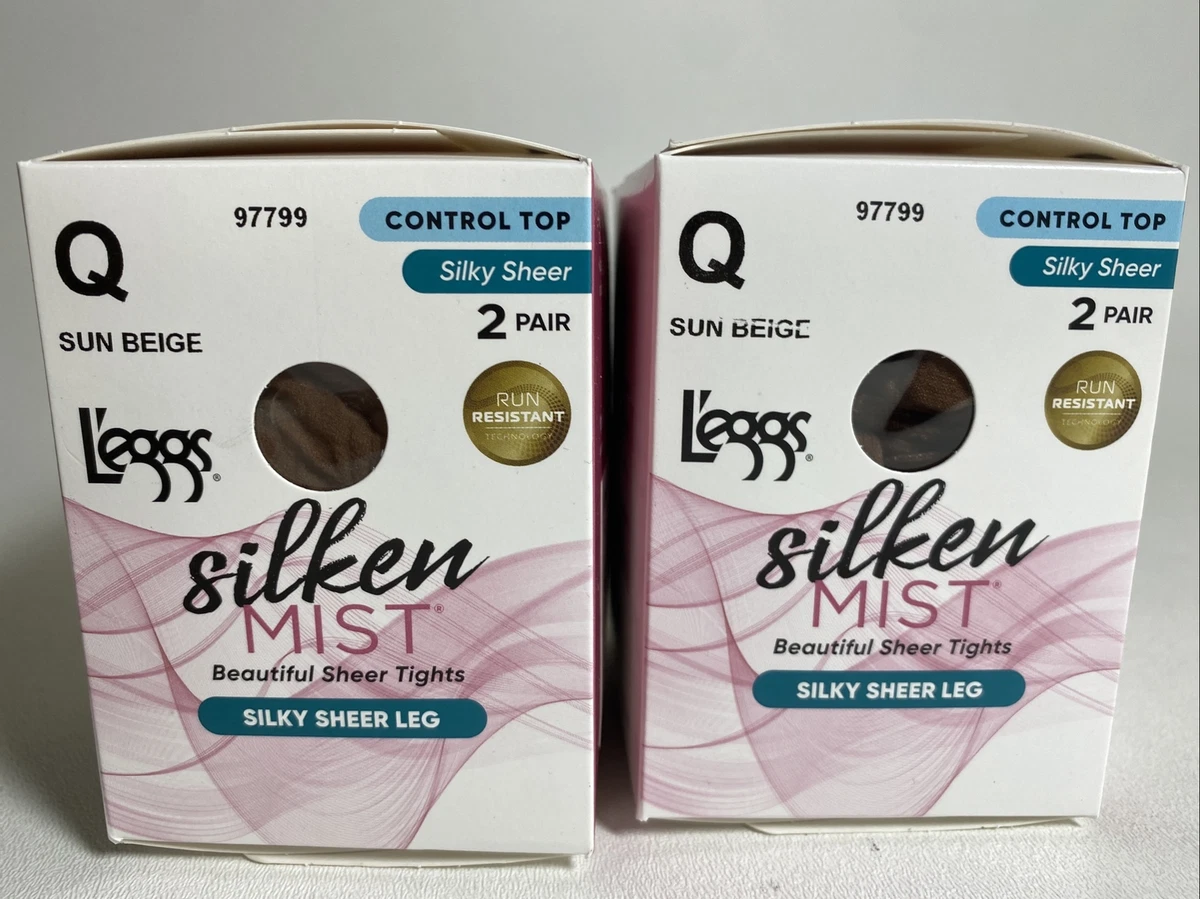 Q
97799
CONTROL TOP
Silky Sheer
2 PAIR
SUN BEIGE
RUN
RESISTANT
TECHNOLOGY
L'eggs®
silken
MIST®
Beautiful Sheer Tights
SILKY SHEER LEG
Q
97799
CONTROL TOP
Silky Sheer
2 PAIR
SUN BEIGE
RUN
RESISTANT
TECHNOLOGY
L'eggs®
silken
MIST®
Beautiful Sheer Tights
SILKY SHEER LEG